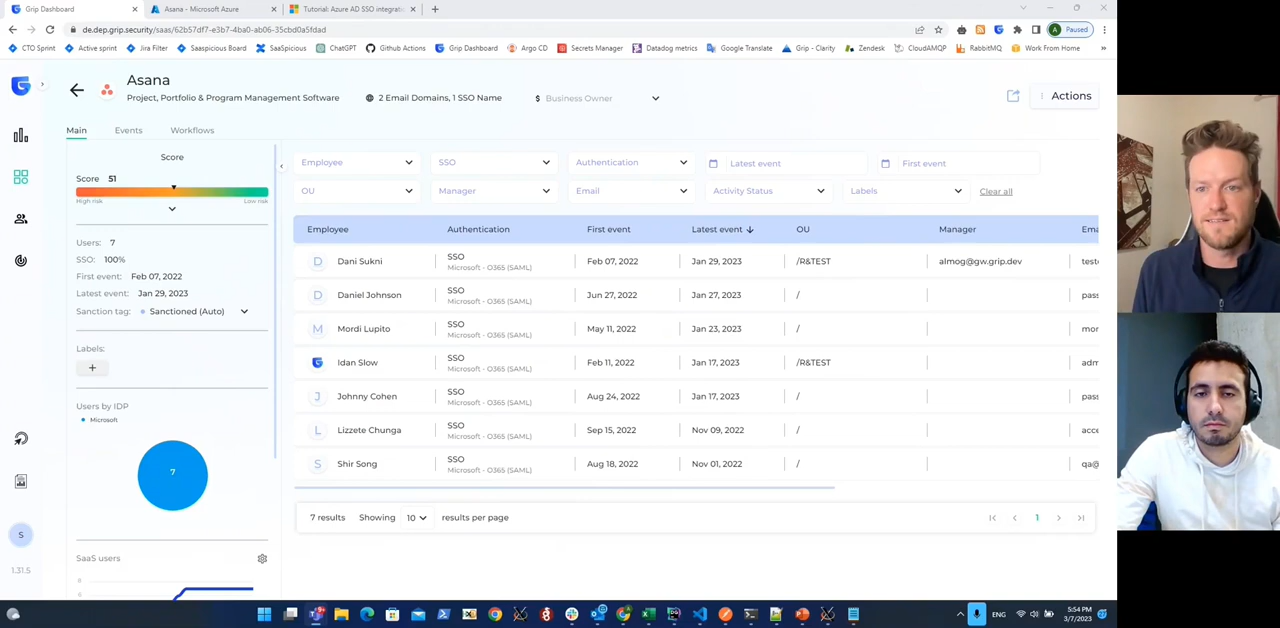 Grip Dashboard
Asana - Microsoft Azure
Tutorial: Azure AD SSO integrati
de.dep.grip.security/saas/62b57df7-e3b7-4ba0-ab06-35cbd0a5fdad
A Paused
CTO Sprint Active sprint Jira Filter Saaspicious Board SaaSpicious ChatGPT Github Actions Grip Dashboard Argo CD Secrets Manager Datadog metrics Google Translate Grip - Clarity Zendesk CloudAMQP RabbitMQ Work From Home »
Asana
Project, Portfolio & Program Management Software 2 Email Domains, 1 SSO Name $ Business Owner
Actions
Main Events Workflows
Score
Score 51
High risk Low risk
Users: 7
SSO: 100%
First event: Feb 07, 2022
Latest event: Jan 29, 2023
Sanction tag: Sanctioned (Auto)
Labels:
+
Users by IDP
Microsoft
7
SaaS users
8
6
S
1.31.5
Employee SSO Authentication Latest event First event
OU Manager Email Activity Status Labels Clear all
Employee Authentication First event Latest event OU Manager Ema
D Dani Sukni SSO Feb 07, 2022 Jan 29, 2023 /R&TEST almog@gw.grip.dev teste
Microsoft - O365 (SAML)
D Daniel Johnson SSO Jun 27, 2022 Jan 27, 2023 / pass
Microsoft - O365 (SAML)
M Mordi Lupito SSO May 11, 2022 Jan 23, 2023 / mor
Microsoft - O365 (SAML)
Idan Slow SSO Feb 11, 2022 Jan 17, 2023 /R&TEST adm
Microsoft - O365 (SAML)
J Johnny Cohen SSO Aug 24, 2022 Jan 17, 2023 / pass
Microsoft - O365 (SAML)
L Lizzete Chunga SSO Sep 15, 2022 Nov 09, 2022 / acce
Microsoft - O365 (SAML)
S Shir Song SSO Aug 18, 2022 Nov 01, 2022 / qa@
Microsoft - O365 (SAML)
7 results Showing 10 results per page 1
ENG
5:54 PM
3/7/2023